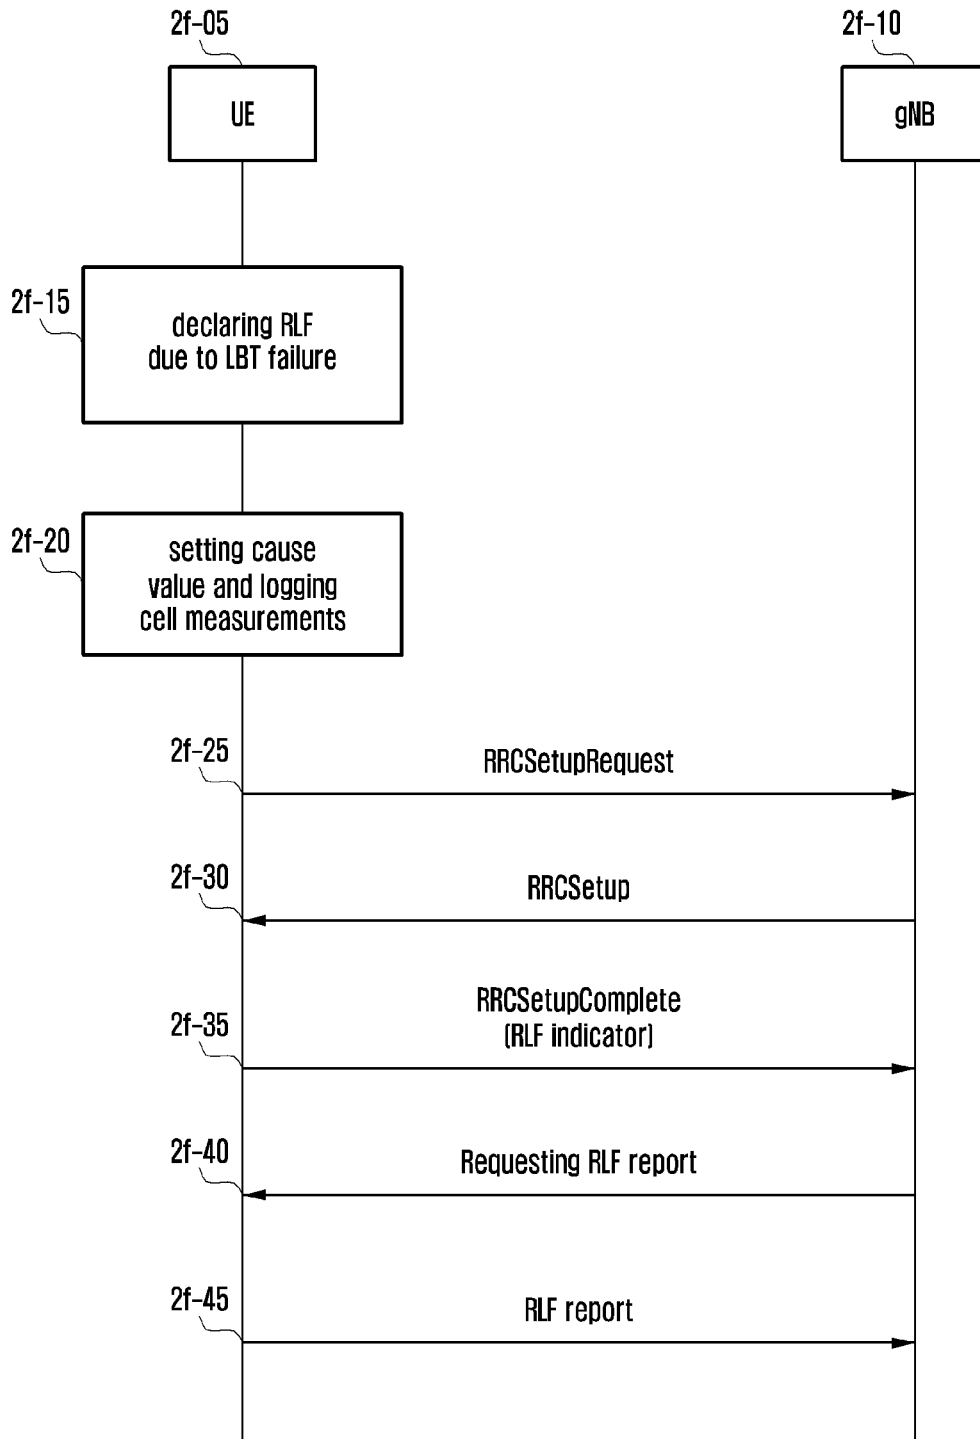 2f-05
2f-10
UE
gNB
2f-15
declaring RLF
due to LBT failure
2f-20
setting cause
value and logging
cell measurements
2f-25
RRCSetupRequest
2f-30
RRCSetup
2f-35
RRCSetupComplete
(RLF indicator)
2f-40
Requesting RLF report
2f-45
RLF report